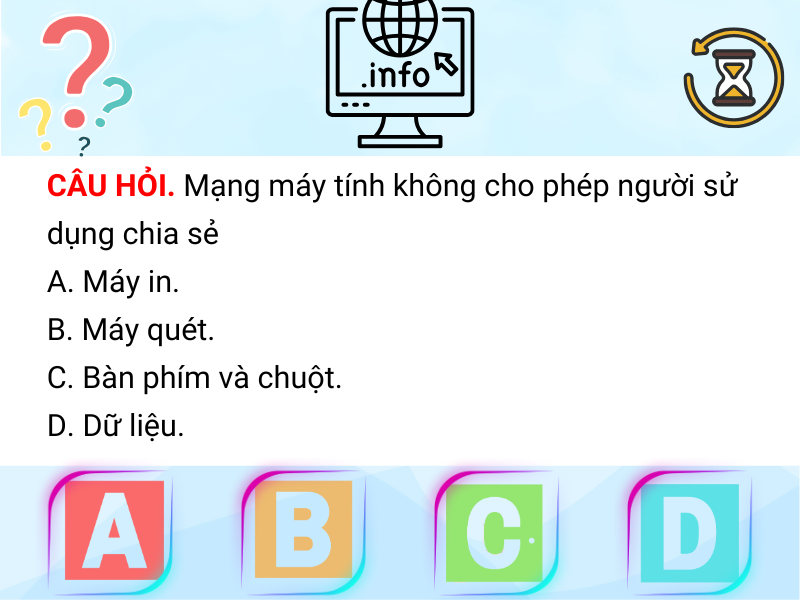 .info
CÂU HỎI. Mạng máy tính không cho phép người sử
dụng chia sẻ
A. Máy in.
B. Máy quét.
C. Bàn phím và chuột.
D. Dữ liệu.
A B C D